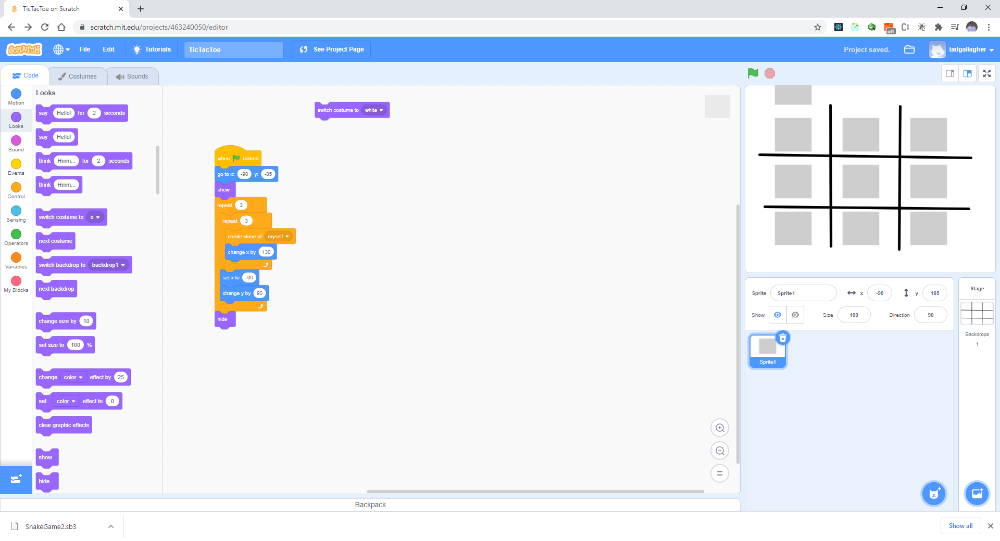 TicTacToe on Scratch
scratch.mit.edu/projects/463240050/editor
off
SCRATCH
File
Edit
Tutorials
TicTacToe
See Project Page
Project saved.
tadgallagher
Code
Costumes
Sounds
Motion
Looks
Sound
Events
Control
Sensing
Operators
Variables
My Blocks
Looks
say Hello! for 2 seconds
say Hello!
think Hmm... for 2 seconds
think Hmm...
switch costume to o
next costume
switch backdrop to backdrop1
next backdrop
change size by 10
set size to 100 %
change color effect by 25
set color effect to 0
clear graphic effects
show
hide
switch costume to white
when clicked
go to x: -90 y: -85
show
repeat 3
repeat 3
create clone of myself
change x by 130
set x to -90
change y by 90
hide
Sprite Sprite1 x -90 y 185
Show Size 100 Direction 90
Sprite1
Stage
Backdrops
1
Backpack
SnakeGame2.sb3
Show all